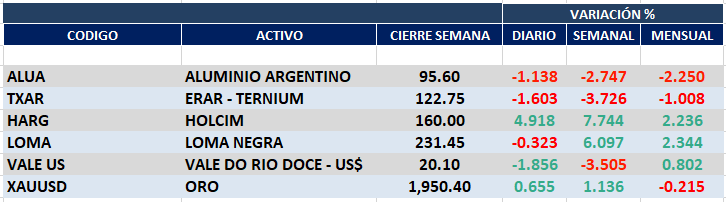 VARIACIÓN %
CODIGO ACTIVO CIERRE SEMANA DIARIO SEMANAL MENSUAL
ALUA ALUMINIO ARGENTINO 95.60 -1.138 -2.747 -2.250
TXAR ERAR - TERNIUM 122.75 -1.603 -3.726 -1.008
HARG HOLCIM 160.00 4.918 7.744 2.236
LOMA LOMA NEGRA 231.45 -0.323 6.097 2.344
VALE US VALE DO RIO DOCE - US$ 20.10 -1.856 -3.505 0.802
XAUUSD ORO 1,950.40 0.655 1.136 -0.215